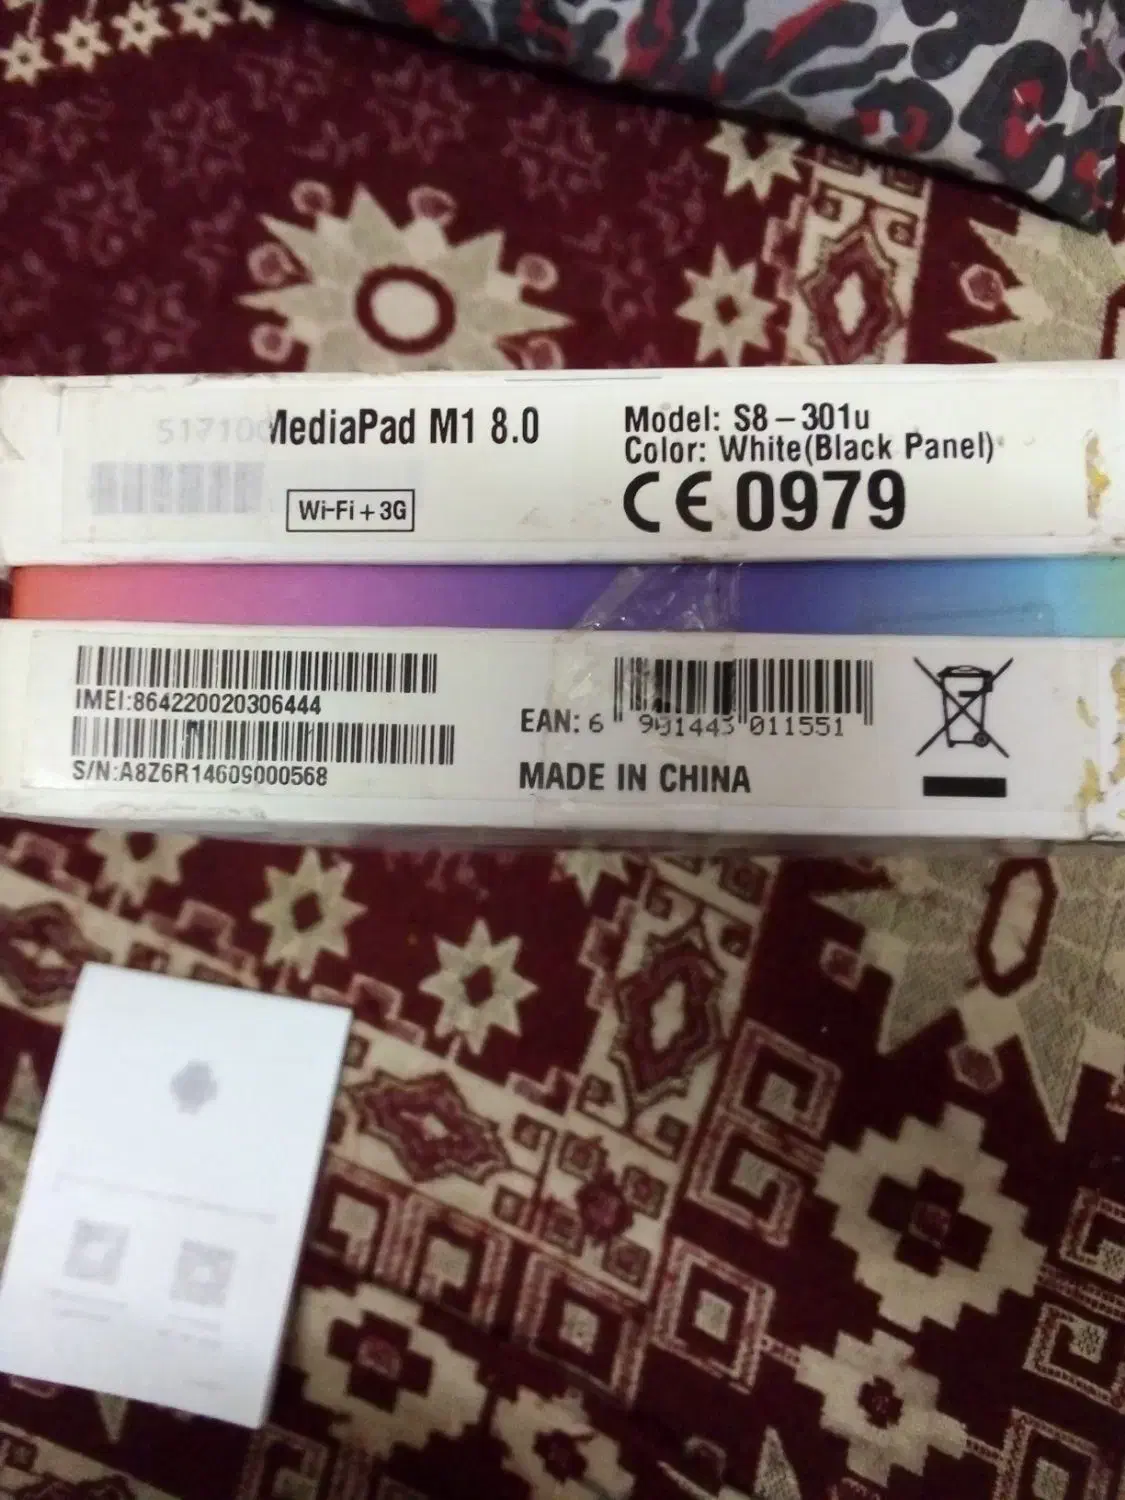 MediaPad M1 8.0
Wi-Fi + 3G
Model: S8-301u
Color: White(Black Panel)
CE 0979
IMEI:864220020306444
S/N:A8Z6R14609000568
EAN: 6 901443 011551
MADE IN CHINA